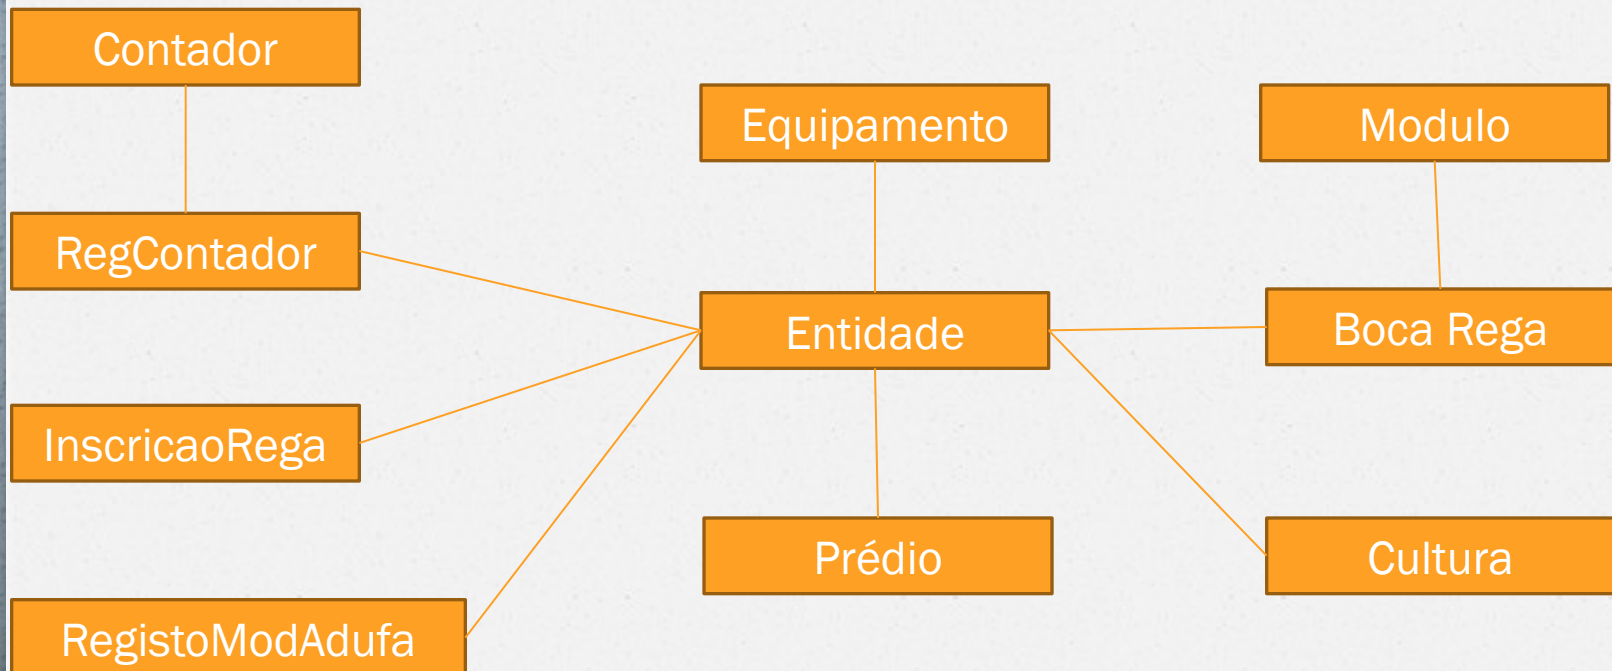 Contador
Equipamento
Modulo
RegContador
Entidade
Boca Rega
InscricaoRega
Prédio
Cultura
RegistoModAdufa